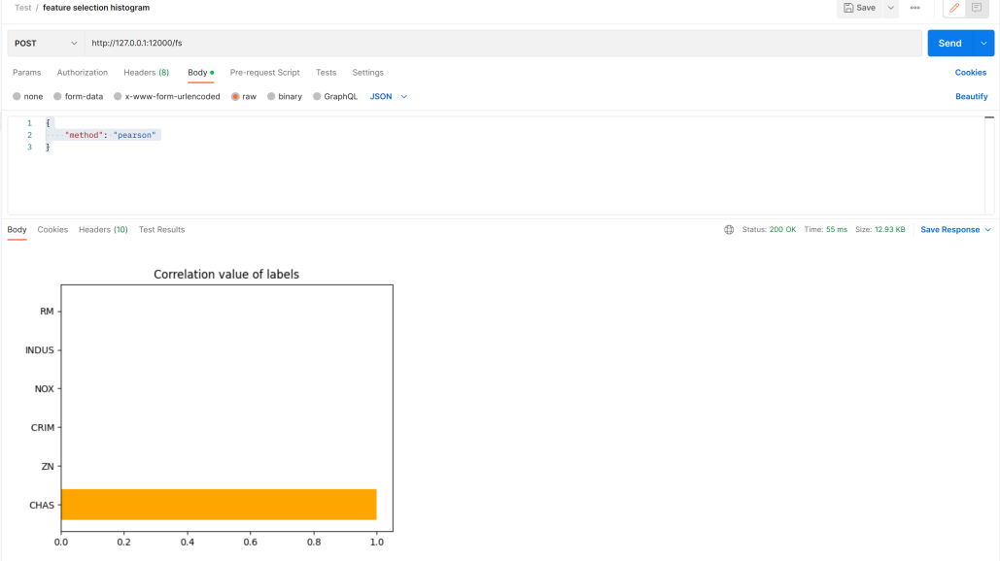 Test / feature selection histogram
Save
POST
http://127.0.0.1:12000/fs
Send
Params Authorization Headers (8) Body Pre-request Script Tests Settings
Cookies
none form-data x-www-form-urlencoded raw binary GraphQL JSON
Beautify
1 {
2 "method": "pearson"
3 }
Body Cookies Headers (10) Test Results
Status: 200 OK Time: 55 ms Size: 12.93 KB Save Response
Correlation value of labels
RM
INDUS
NOX
CRIM
ZN
CHAS
0.0 0.2 0.4 0.6 0.8 1.0